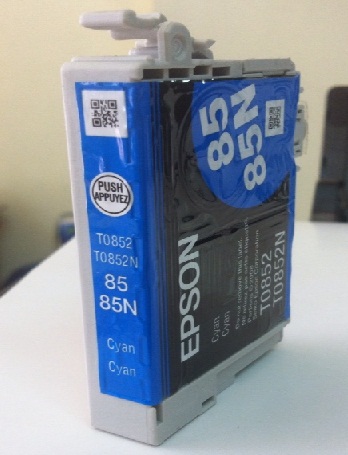 PUSH
APPUYEZ
T0852
T0852N
85
85N
Cyan
Cyan
85
85N
EPSON
Cyan
Cyan
T0852
T0852N